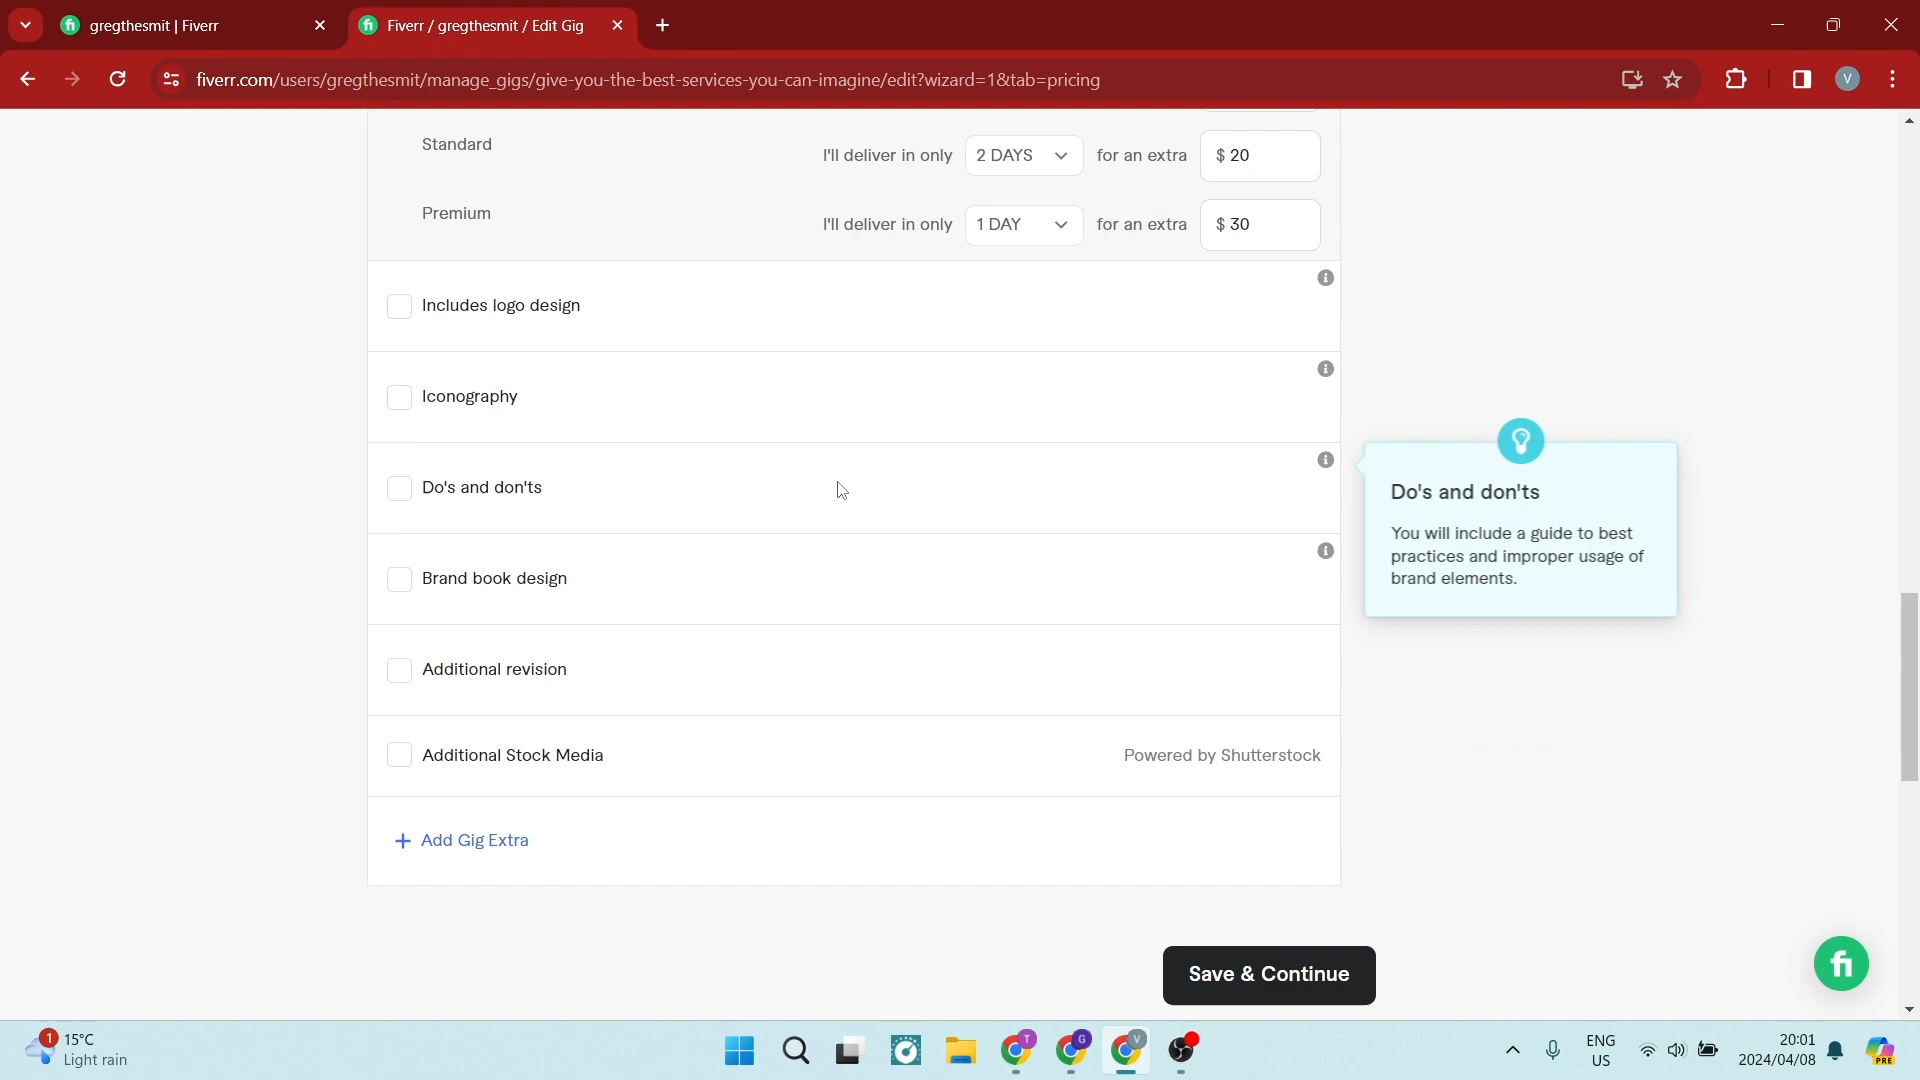 gregthesmit | Fiverr
Fiverr / gregthesmit / Edit Gig
fiverr.com/users/gregthesmit/manage_gigs/give-you-the-best-services-you-can-imagine/edit?wizard=1&tab=pricing
V
Standard
I'll deliver in only 2 DAYS for an extra $ 20
Premium
I'll deliver in only 1 DAY for an extra $ 30
Includes logo design
Iconography
Do's and don'ts
Do's and don'ts
You will include a guide to best
practices and improper usage of
brand elements.
Brand book design
Additional revision
Additional Stock Media Powered by Shutterstock
+ Add Gig Extra
Save & Continue
fi
1
15°C
Light rain
T
G
V
ENG
US
20:01
2024/04/08
PRE